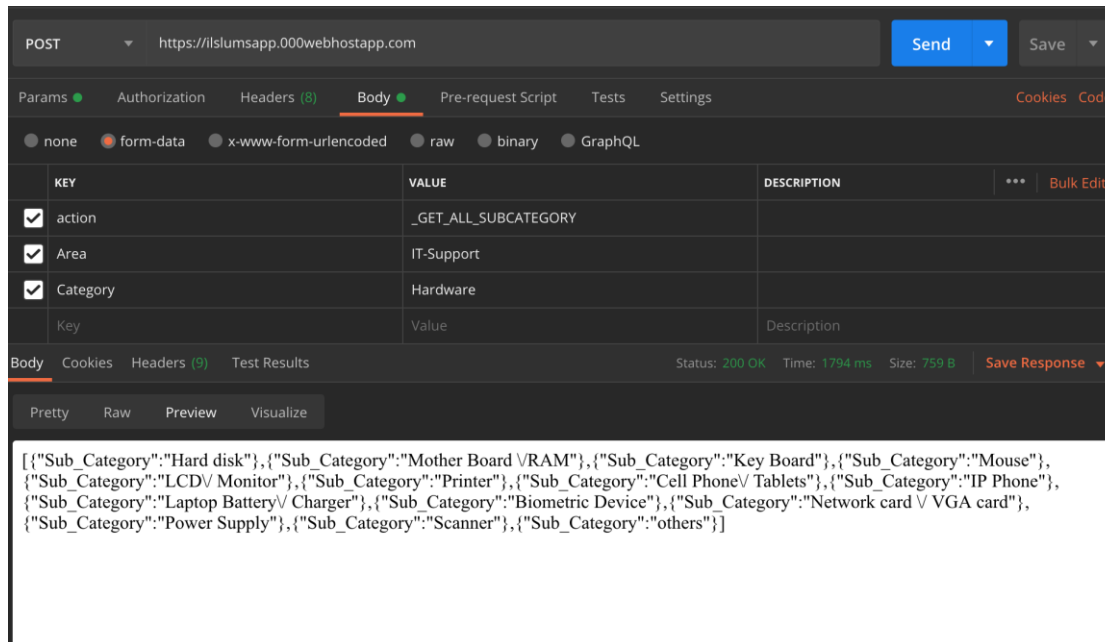 POST https://ilslumsapp.000webhostapp.com Send Save
Params Authorization Headers (8) Body Pre-request Script Tests Settings Cookies Cod
none form-data x-www-form-urlencoded raw binary GraphQL
KEY VALUE DESCRIPTION ••• Bulk Edit
action _GET_ALL_SUBCATEGORY
Area IT-Support
Category Hardware
Key Value Description
Body Cookies Headers (9) Test Results Status: 200 OK Time: 1794 ms Size: 759 B Save Response
Pretty Raw Preview Visualize
[{"Sub_Category":"Hard disk"},{"Sub_Category":"Mother Board \/RAM"},{"Sub_Category":"Key Board"},{"Sub_Category":"Mouse"},
{"Sub_Category":"LCD\/ Monitor"},{"Sub_Category":"Printer"},{"Sub_Category":"Cell Phone\/ Tablets"},{"Sub_Category":"IP Phone"},
{"Sub_Category":"Laptop Battery\/ Charger"},{"Sub_Category":"Biometric Device"},{"Sub_Category":"Network card \/ VGA card"},
{"Sub_Category":"Power Supply"},{"Sub_Category":"Scanner"},{"Sub_Category":"others"}]